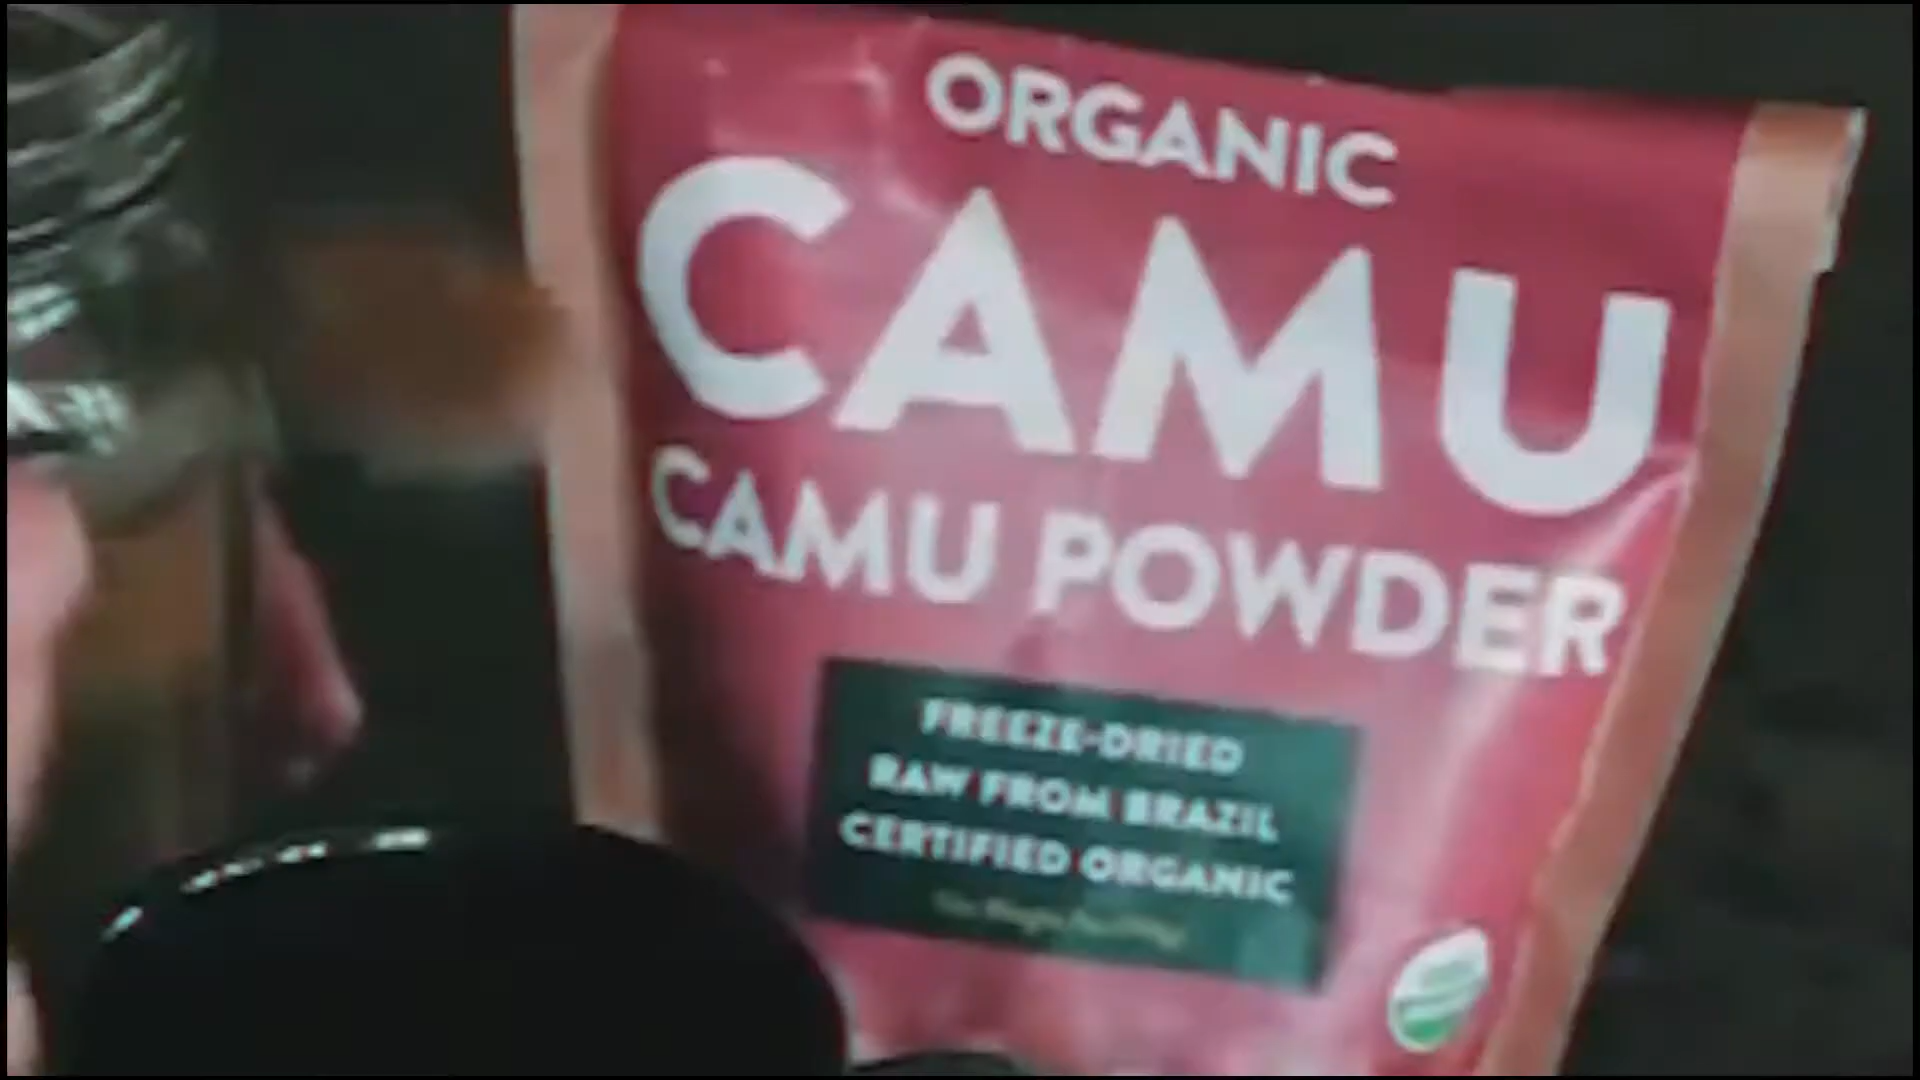 ORGANIC
CAMU
CAMU POWDER
FREEZE-DRIED
RAW FROM BRAZIL
CERTIFIED ORGANIC